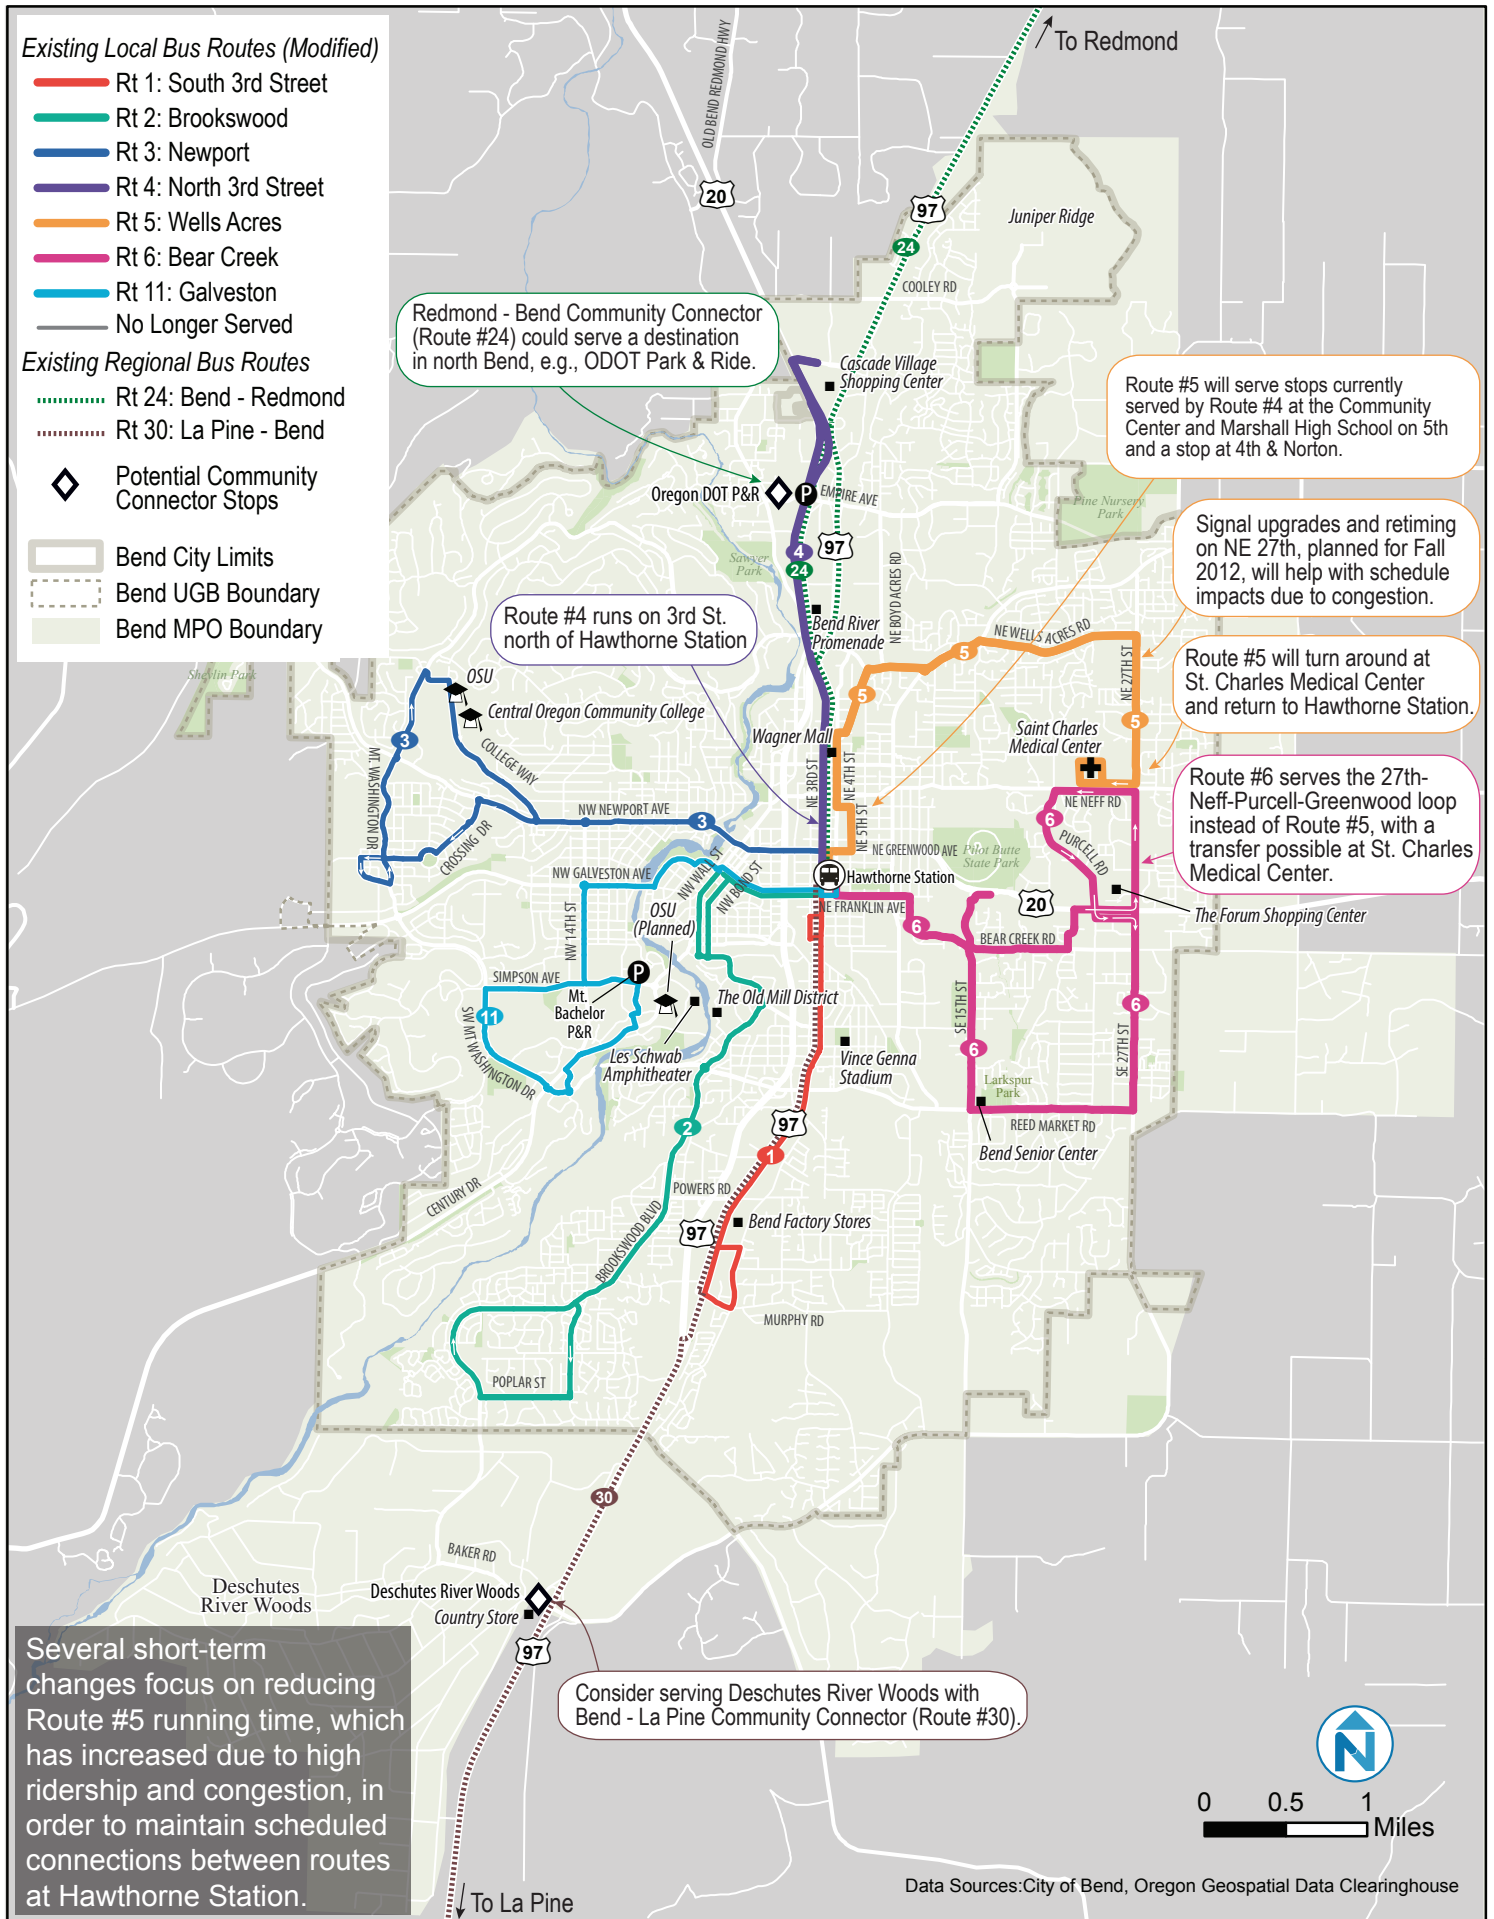 Existing Local Bus Routes (Modified)
Rt 1: South 3rd Street
Rt 2: Brookswood
Rt 3: Newport
Rt 4: North 3rd Street
Rt 5: Wells Acres
Rt 6: Bear Creek
Rt 11: Galveston
No Longer Served
Existing Regional Bus Routes
Rt 24: Bend - Redmond
Rt 30: La Pine - Bend
Potential Community
Connector Stops
Bend City Limits
Bend UGB Boundary
Bend MPO Boundary
To Redmond
OLD BEND REDMOND HWY
20
97
24
Juniper Ridge
COOLEY RD
Redmond - Bend Community Connector
(Route #24) could serve a destination
in north Bend, e.g., ODOT Park & Ride.
Cascade Village
Shopping Center
Route #5 will serve stops currently
served by Route #4 at the Community
Center and Marshall High School on 5th
and a stop at 4th & Norton.
Oregon DOT P&R
P
EMPIRE AVE
Pine Nursery
Park
4
97
24
Sawyer
Park
NE BOYD ACRES RD
Signal upgrades and retiming
on NE 27th, planned for Fall
2012, will help with schedule
impacts due to congestion.
Route #4 runs on 3rd St.
north of Hawthorne Station
Bend River
Promenade
NE WELLS ACRES RD
5
5
NE 27TH ST
5
Route #5 will turn around at
St. Charles Medical Center
and return to Hawthorne Station.
Shevlin Park
OSU
Central Oregon Community College
3
MT. WASHINGTON DR
COLLEGE WAY
Wagner Mall
Saint Charles
Medical Center
NE 3RD ST
NE 4TH ST
NE 5TH ST
Route #6 serves the 27th-
Neff-Purcell-Greenwood loop
instead of Route #5, with a
transfer possible at St. Charles
Medical Center.
NE NEFF RD
6
PURCELL RD
NW NEWPORT AVE
3
CROSSING DR
NE GREENWOOD AVE
Pilot Butte
State Park
NW GALVESTON AVE
NW WALL ST
NW BOND ST
Hawthorne Station
NE FRANKLIN AVE
20
The Forum Shopping Center
6
BEAR CREEK RD
NW 14TH ST
OSU
(Planned)
SIMPSON AVE
P
Mt.
Bachelor
P&R
11
SW MT WASHINGTON DR
The Old Mill District
Les Schwab
Amphitheater
Vince Genna
Stadium
SE 15TH ST
6
6
SE 27TH ST
Larkspur
Park
REED MARKET RD
Bend Senior Center
2
97
1
CENTURY DR
POWERS RD
BROOKSWOOD BLVD
97
Bend Factory Stores
MURPHY RD
POPLAR ST
30
BAKER RD
Deschutes
River Woods
Deschutes River Woods
Country Store
97
Consider serving Deschutes River Woods with
Bend - La Pine Community Connector (Route #30).
Several short-term
changes focus on reducing
Route #5 running time, which
has increased due to high
ridership and congestion, in
order to maintain scheduled
connections between routes
at Hawthorne Station.
To La Pine
N
0 0.5 1
Miles
Data Sources:City of Bend, Oregon Geospatial Data Clearinghouse